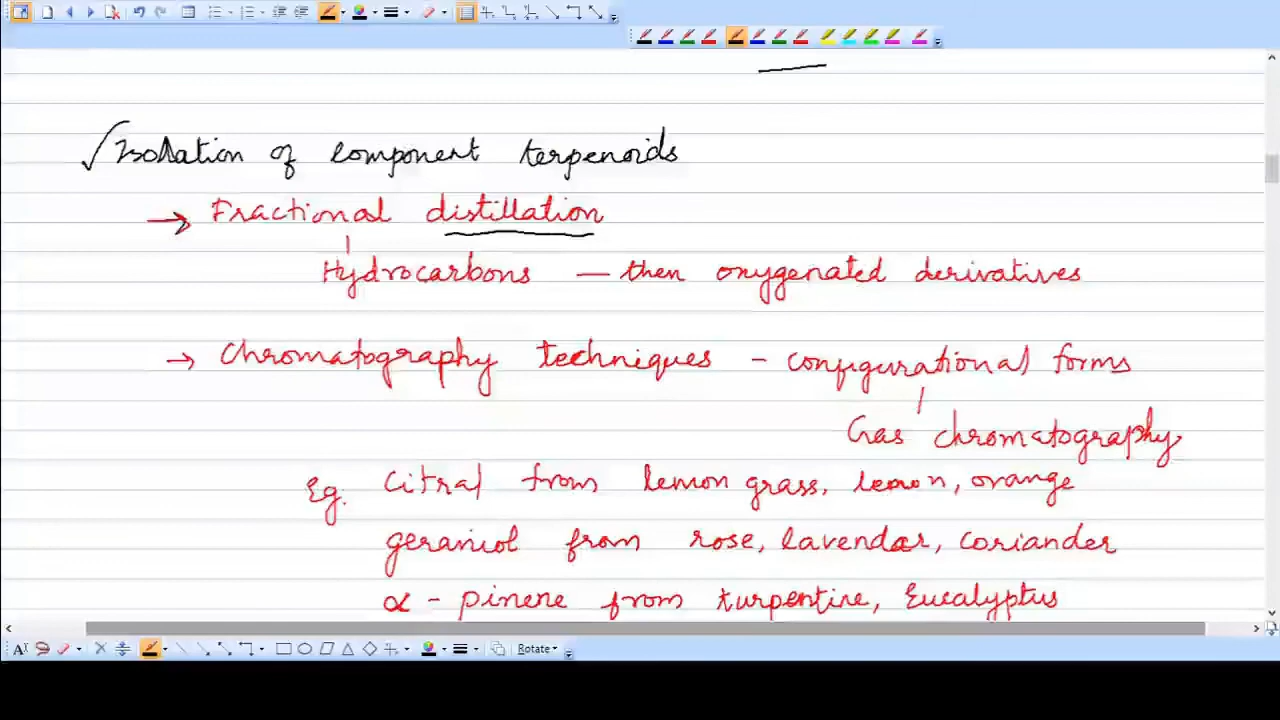 Isolation of component terpenoids
→ Fractional distillation
Hydrocarbons — then oxygenated derivatives
→ Chromatography techniques - configurational forms
Gas chromatography
Eg. Citral from lemon grass, lemon, orange
geraniol from rose, lavendar, coriander
α - pinene from turpentine, Eucalyptus
Rotate